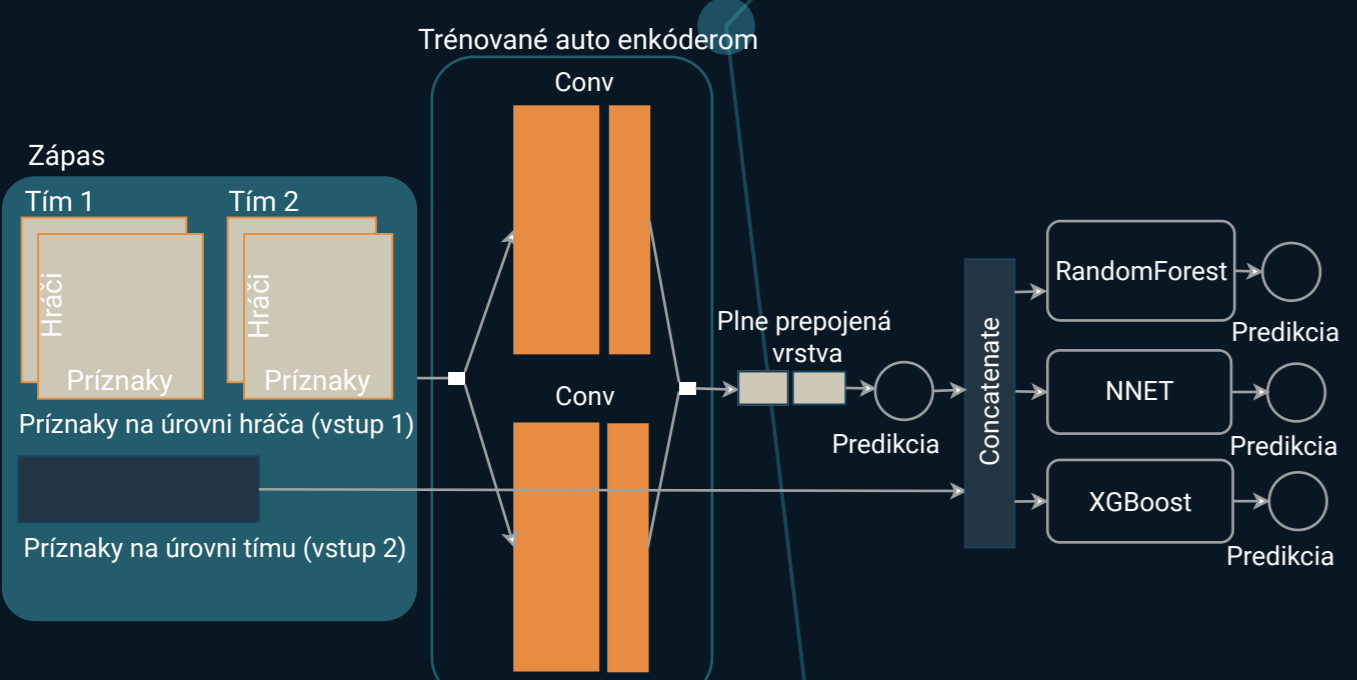 Trénované auto enkóderom
Conv
Zápas
Tím 1
Tím 2
Hráči
Príznaky
Hráči
Príznaky
Príznaky na úrovni hráča (vstup 1)
Príznaky na úrovni tímu (vstup 2)
Conv
Plne prepojená
vrstva
Predikcia
Concatenate
RandomForest
Predikcia
NNET
Predikcia
XGBoost
Predikcia